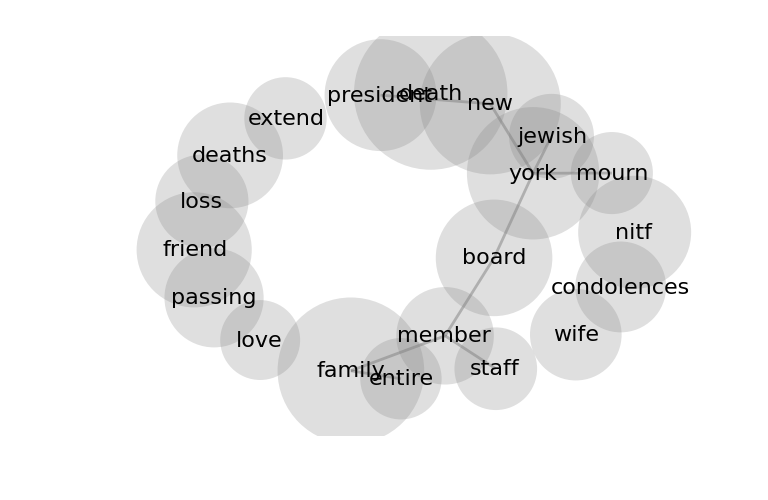 president
death
new
extend
jewish
deaths
york
mourn
loss
nitf
friend
board
condolences
passing
member
wife
love
family
entire
staff